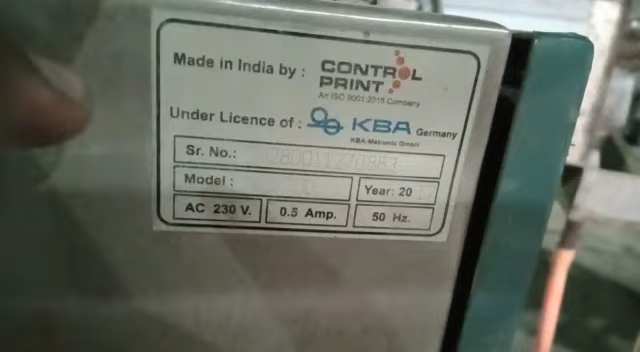 Made in India by : CONTROL PRINT
An ISO 9001:2015 Company
Under Licence of : KBA Germany
KBA-Metronic GmbH
Sr. No.:
Model :
Year: 20
AC 230 V. 0.5 Amp. 50 Hz.